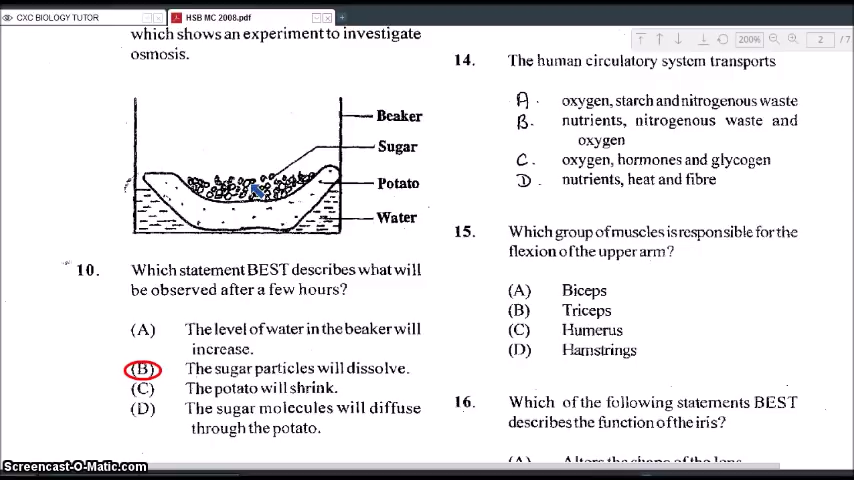 CXC BIOLOGY TUTOR
HSB MC 2008.pdf
200%
2
/ 7
which shows an experiment to investigate
osmosis.
Beaker
Sugar
Potato
Water
10. Which statement BEST describes what will
be observed after a few hours?
(A) The level of water in the beaker will
increase.
(B) The sugar particles will dissolve.
(C) The potato will shrink.
(D) The sugar molecules will diffuse
through the potato.
14. The human circulatory system transports
A. oxygen, starch and nitrogenous waste
B. nutrients, nitrogenous waste and
oxygen
C. oxygen, hormones and glycogen
D. nutrients, heat and fibre
15. Which group of muscles is responsible for the
flexion of the upper arm?
(A) Biceps
(B) Triceps
(C) Humerus
(D) Hamstrings
16. Which of the following statements BEST
describes the function of the iris?
(A) Alters the shape of the lens
Screencast-O-Matic.com